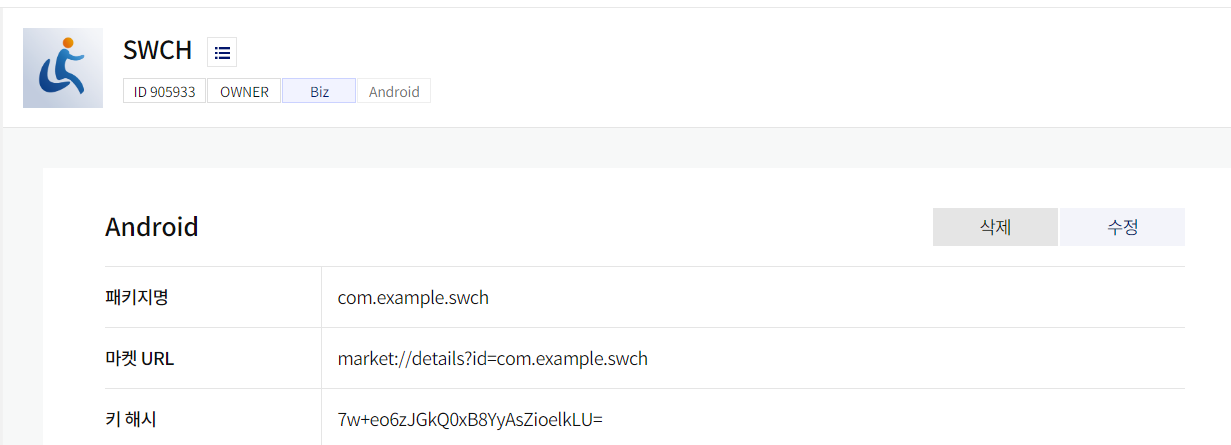 SWCH
ID 905933 OWNER Biz Android
Android 삭제 수정
패키지명 com.example.swch
마켓 URL market://details?id=com.example.swch
키 해시 7w+eo6zJGkQ0xB8YyAsZioelkLU=